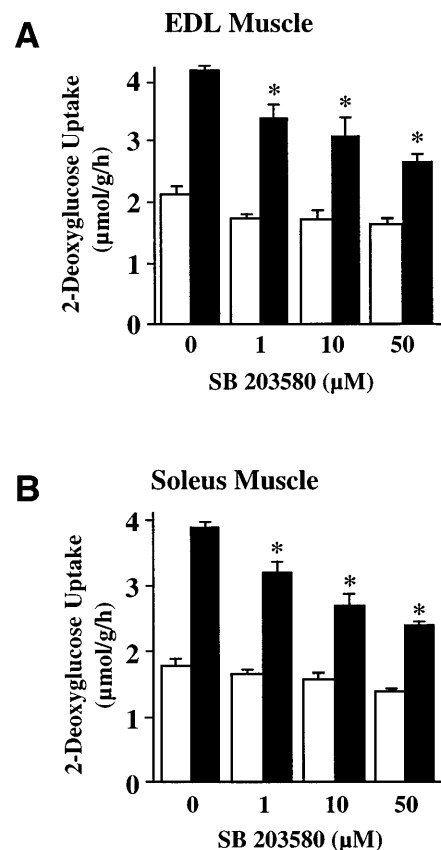 A
EDL Muscle
2-Deoxyglucose Uptake
(µmol/g/h)
4
3
2
1
0
*
*
*
0 1 10 50
SB 203580 (µM)
B
Soleus Muscle
2-Deoxyglucose Uptake
(µmol/g/h)
4
3
2
1
0
*
*
*
0 1 10 50
SB 203580 (µM)